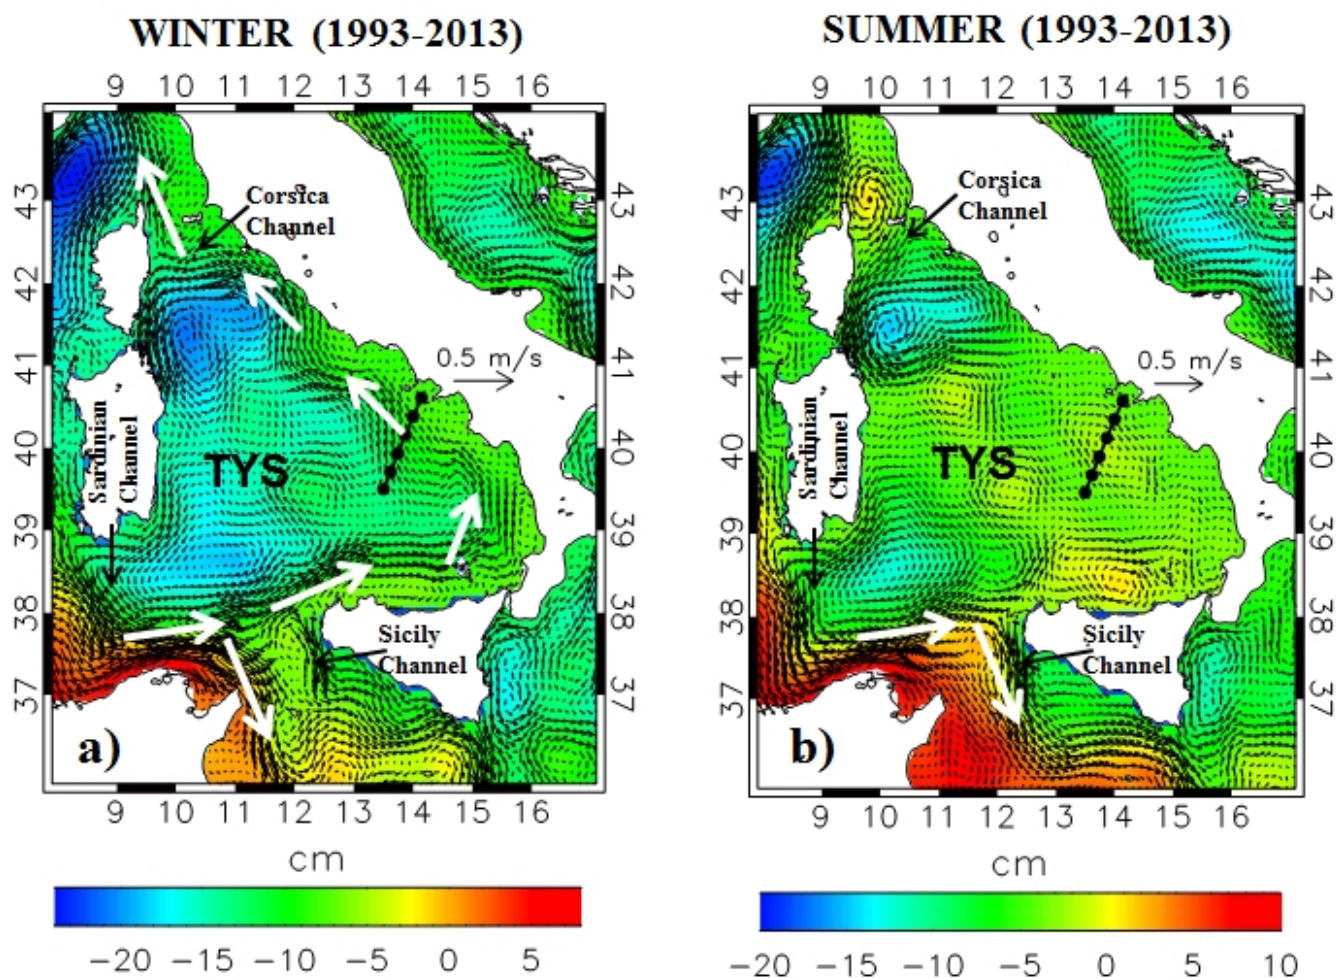 WINTER (1993-2013)
9 10 11 12 13 14 15 16
43
42
41
40
39
38
37
43
42
41
40
39
38
37
Corsica
Channel
0.5 m/s
Sardinian
Channel
TYS
Sicily
Channel
a)
9 10 11 12 13 14 15 16
cm
−20 −15 −10 −5 0 5
SUMMER (1993-2013)
9 10 11 12 13 14 15 16
43
42
41
40
39
38
37
43
42
41
40
39
38
37
Corsica
Channel
0.5 m/s
Sardinian
Channel
TYS
Sicily
Channel
b)
9 10 11 12 13 14 15 16
cm
−20 −15 −10 −5 0 5 10